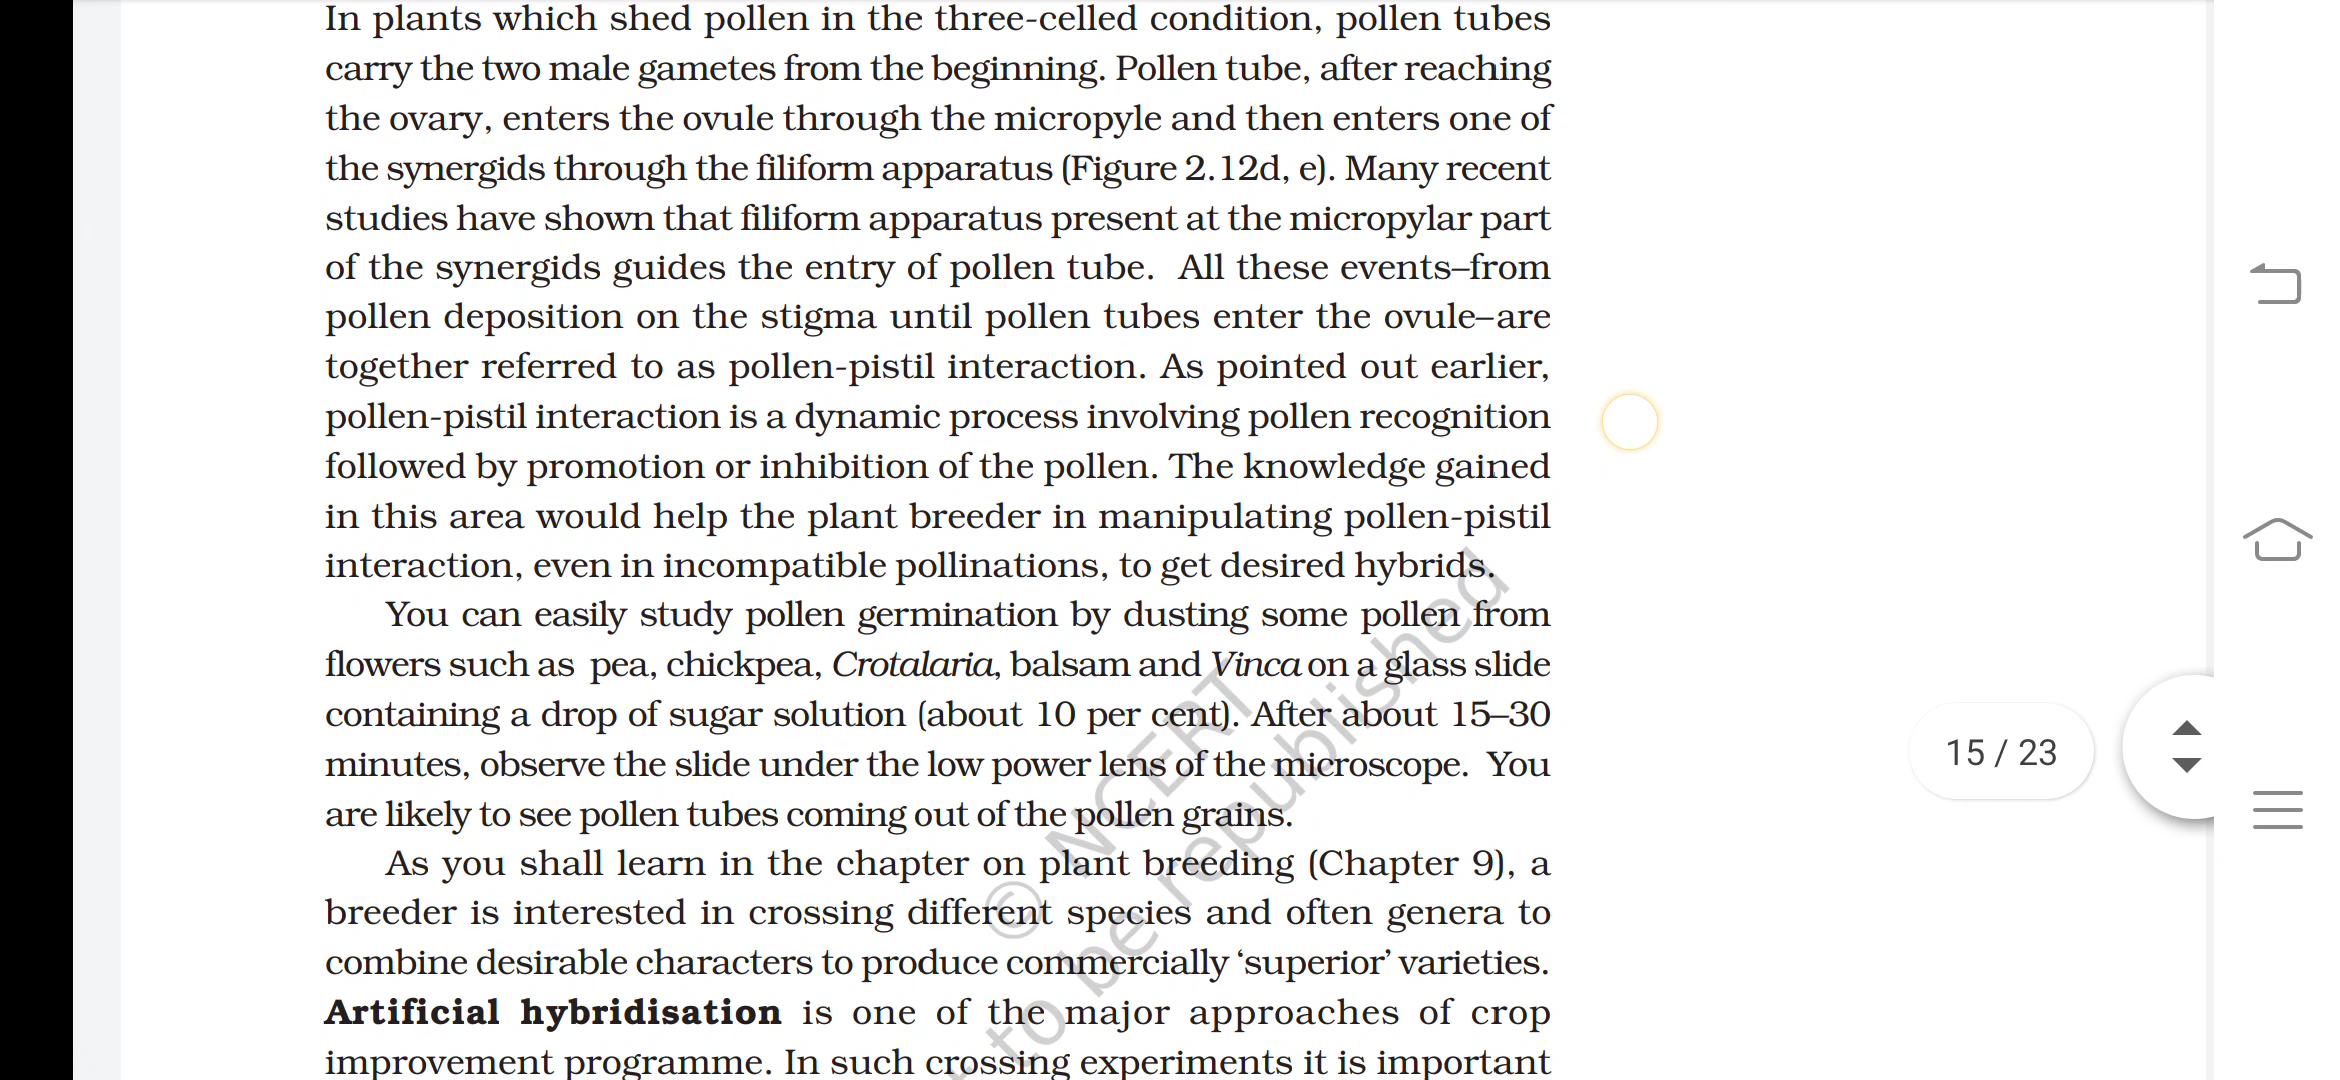 In plants which shed pollen in the three-celled condition, pollen tubes
carry the two male gametes from the beginning. Pollen tube, after reaching
the ovary, enters the ovule through the micropyle and then enters one of
the synergids through the filiform apparatus (Figure 2.12d, e). Many recent
studies have shown that filiform apparatus present at the micropylar part
of the synergids guides the entry of pollen tube.  All these events–from
pollen deposition on the stigma until pollen tubes enter the ovule–are
together referred to as pollen-pistil interaction. As pointed out earlier,
pollen-pistil interaction is a dynamic process involving pollen recognition
followed by promotion or inhibition of the pollen. The knowledge gained
in this area would help the plant breeder in manipulating pollen-pistil
interaction, even in incompatible pollinations, to get desired hybrids.
You can easily study pollen germination by dusting some pollen from
flowers such as  pea, chickpea, Crotalaria, balsam and Vinca on a glass slide
containing a drop of sugar solution (about 10 per cent). After about 15–30
minutes, observe the slide under the low power lens of the microscope.  You
are likely to see pollen tubes coming out of the pollen grains.
As you shall learn in the chapter on plant breeding (Chapter 9), a
breeder is interested in crossing different species and often genera to
combine desirable characters to produce commercially ‘superior’ varieties.
Artificial hybridisation is one of the major approaches of crop
improvement programme. In such crossing experiments it is important
© NCERT
to be republished
15 / 23